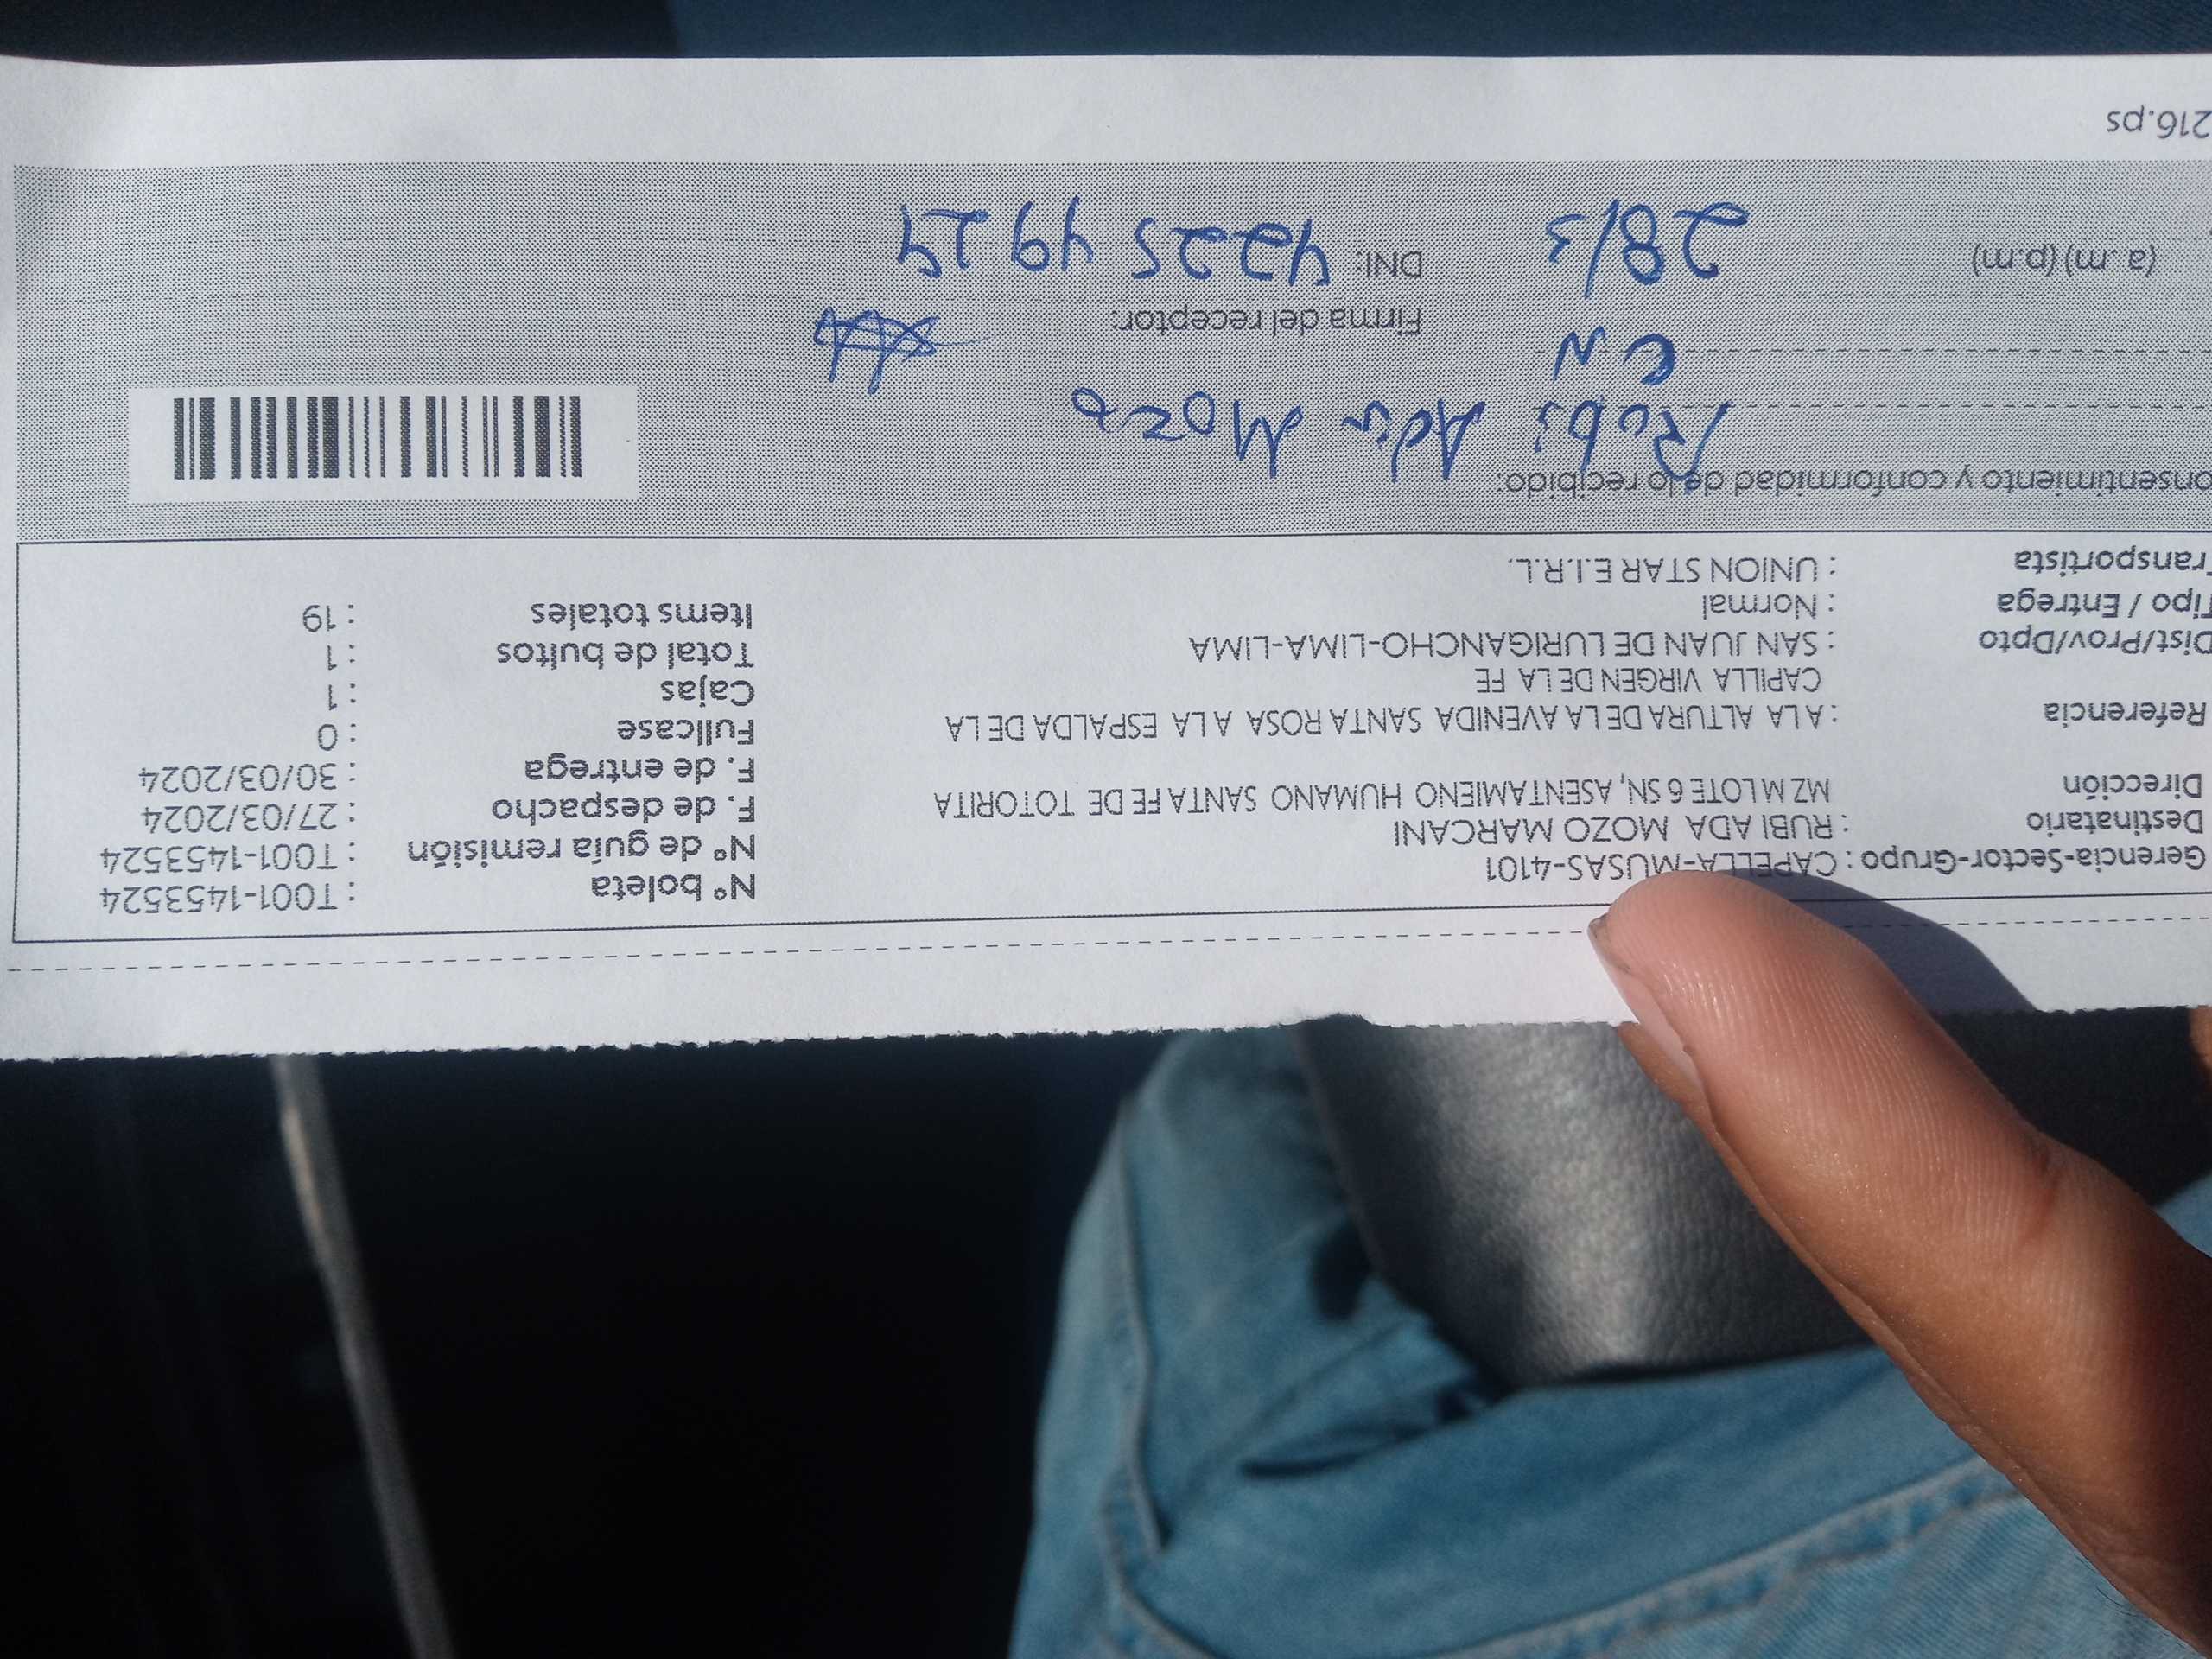 Gerencia-Sector-Grupo : CAPELLA-MUSAS-4101
Destinatario : RUBI ADA MOZO MARCANI
Dirección MZ M LOTE 6 SN, ASENTAMIENO HUMANO SANTA FE DE TOTORITA
Referencia : A LA ALTURA DE LA AVENIDA SANTA ROSA A LA ESPALDA DE LA
CAPILLA VIRGEN DE LA FE
Dist/Prov/Dpto : SAN JUAN DE LURIGANCHO-LIMA-LIMA
Tipo / Entrega : Normal
Transportista : UNION STAR E.I.R.L.
Nº boleta : T001-1453524
Nº de guía remisión : T001-1453524
F. de despacho : 27/03/2024
F. de entrega : 30/03/2024
Fullcase : 0
Cajas : 1
Total de bultos : 1
Items totales : 19
onsentimiento y conformidad de lo recibido:
Rubi Ada Mozo
CN
Firma del receptor:
(a.m) (p.m) 28/3 DNI:
216.ps